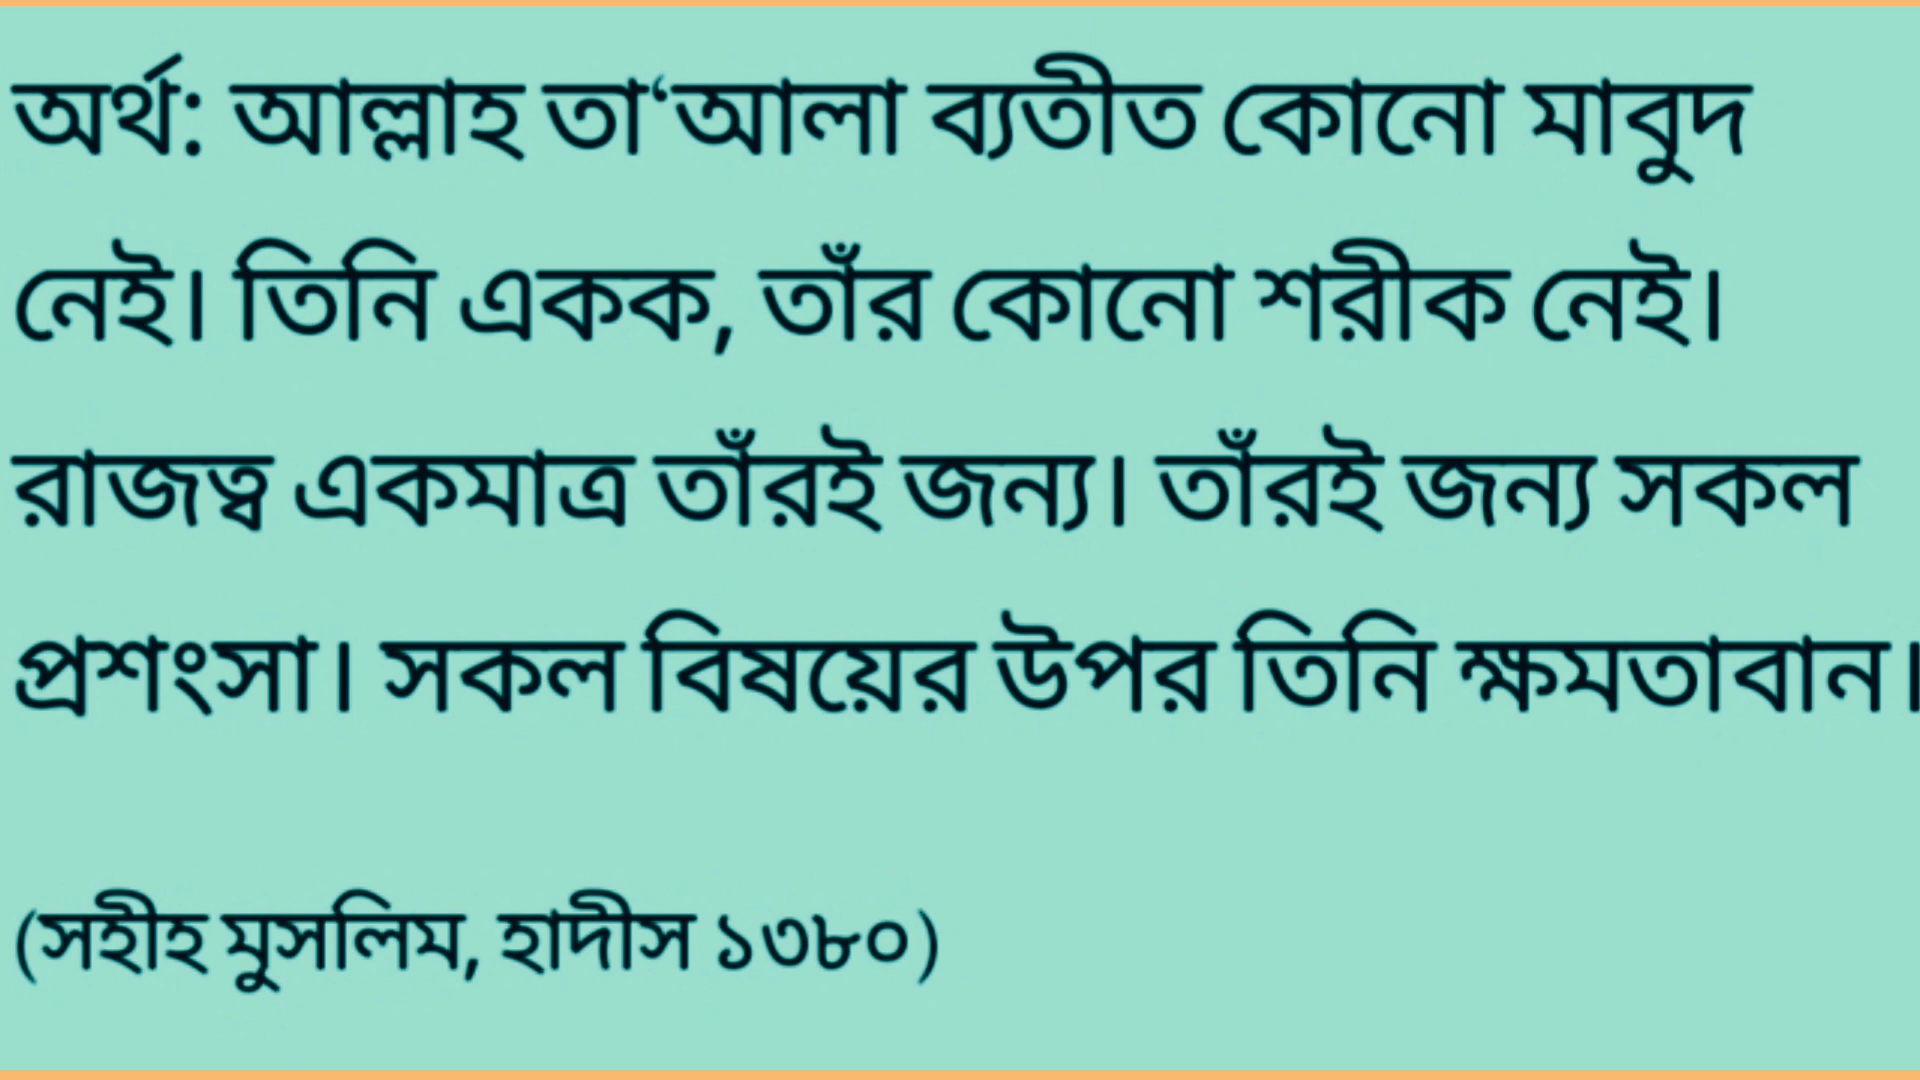 অর্থ: আল্লাহ তা‘আলা ব্যতীত কোনো মাবুদ
নেই। তিনি একক, তাঁর কোনো শরীক নেই।
রাজত্ব একমাত্র তাঁরই জন্য। তাঁরই জন্য সকল
প্রশংসা। সকল বিষয়ের উপর তিনি ক্ষমতাবান।
(সহীহ মুসলিম, হাদীস ১৩৮০)